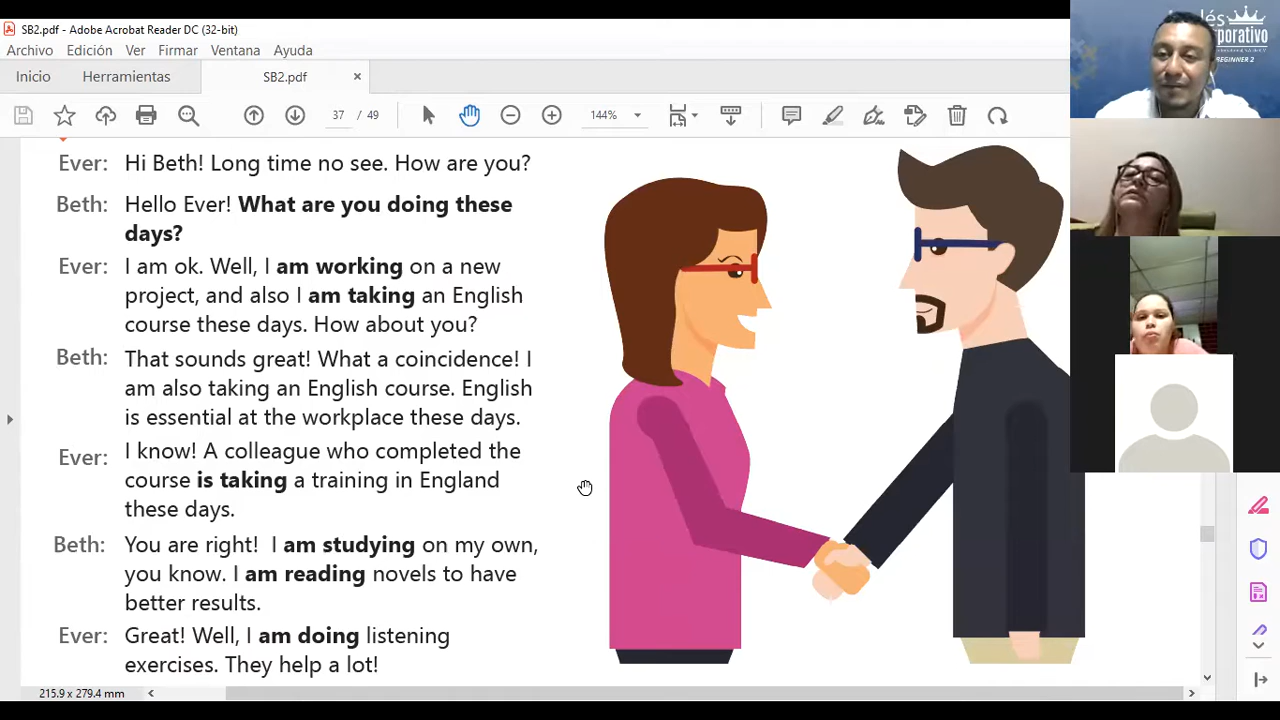 SB2.pdf - Adobe Acrobat Reader DC (32-bit)
Archivo Edición Ver Firmar Ventana Ayuda
Inicio Herramientas SB2.pdf ×
37 / 49 144%
Ever: Hi Beth! Long time no see. How are you?
Beth: Hello Ever! What are you doing these
days?
Ever: I am ok. Well, I am working on a new
project, and also I am taking an English
course these days. How about you?
Beth: That sounds great! What a coincidence! I
am also taking an English course. English
is essential at the workplace these days.
Ever: I know! A colleague who completed the
course is taking a training in England
these days.
Beth: You are right! I am studying on my own,
you know. I am reading novels to have
better results.
Ever: Great! Well, I am doing listening
exercises. They help a lot!
215.9 x 279.4 mm
BEGINNER 2